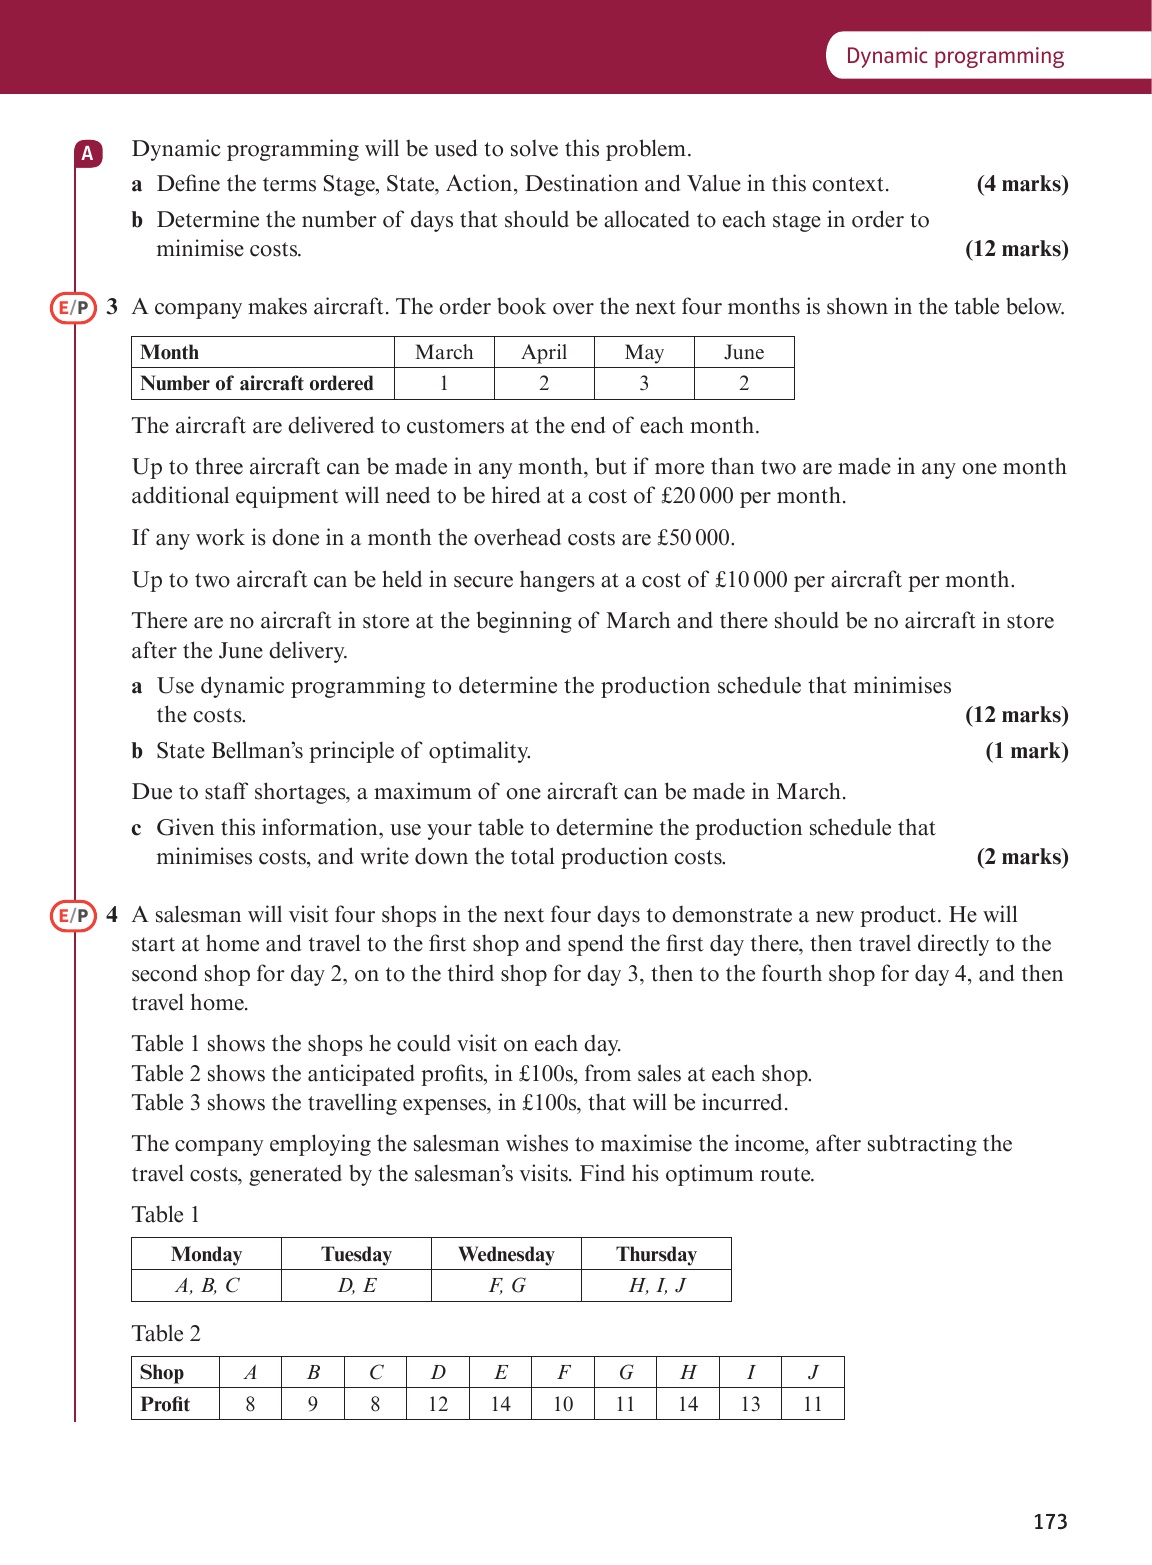 Dynamic programming
A Dynamic programming will be used to solve this problem.
a Define the terms Stage, State, Action, Destination and Value in this context. (4 marks)
b Determine the number of days that should be allocated to each stage in order to
minimise costs. (12 marks)
E/P 3 A company makes aircraft. The order book over the next four months is shown in the table below.
Month March April May June
Number of aircraft ordered 1 2 3 2
The aircraft are delivered to customers at the end of each month.
Up to three aircraft can be made in any month, but if more than two are made in any one month
additional equipment will need to be hired at a cost of £20 000 per month.
If any work is done in a month the overhead costs are £50 000.
Up to two aircraft can be held in secure hangers at a cost of £10 000 per aircraft per month.
There are no aircraft in store at the beginning of March and there should be no aircraft in store
after the June delivery.
a Use dynamic programming to determine the production schedule that minimises
the costs. (12 marks)
b State Bellman's principle of optimality. (1 mark)
Due to staff shortages, a maximum of one aircraft can be made in March.
c Given this information, use your table to determine the production schedule that
minimises costs, and write down the total production costs. (2 marks)
E/P 4 A salesman will visit four shops in the next four days to demonstrate a new product. He will
start at home and travel to the first shop and spend the first day there, then travel directly to the
second shop for day 2, on to the third shop for day 3, then to the fourth shop for day 4, and then
travel home.
Table 1 shows the shops he could visit on each day.
Table 2 shows the anticipated profits, in £100s, from sales at each shop.
Table 3 shows the travelling expenses, in £100s, that will be incurred.
The company employing the salesman wishes to maximise the income, after subtracting the
travel costs, generated by the salesman's visits. Find his optimum route.
Table 1
Monday Tuesday Wednesday Thursday
A, B, C D, E F, G H, I, J
Table 2
Shop A B C D E F G H I J
Profit 8 9 8 12 14 10 11 14 13 11
173